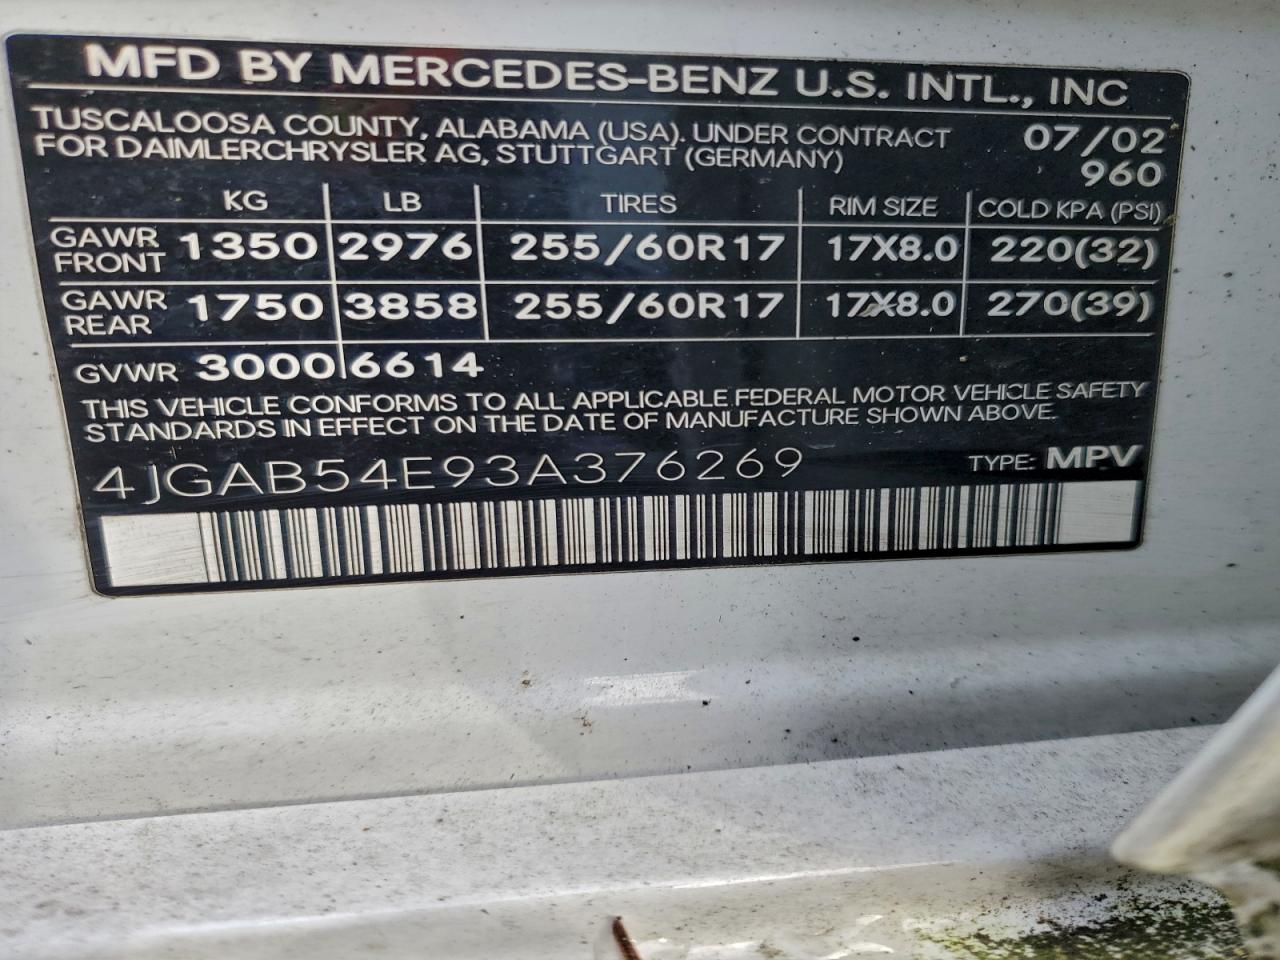 MFD BY MERCEDES-BENZ U.S. INTL., INC
TUSCALOOSA COUNTY, ALABAMA (USA). UNDER CONTRACT 07/02
FOR DAIMLERCHRYSLER AG, STUTTGART (GERMANY) 960
KG LB TIRES RIM SIZE COLD KPA (PSI)
GAWR FRONT 1350 2976 255/60R17 17X8.0 220(32)
GAWR REAR 1750 3858 255/60R17 17X8.0 270(39)
GVWR 3000 6614
THIS VEHICLE CONFORMS TO ALL APPLICABLE FEDERAL MOTOR VEHICLE SAFETY
STANDARDS IN EFFECT ON THE DATE OF MANUFACTURE SHOWN ABOVE.
4JGAB54E93A376269 TYPE: MPV